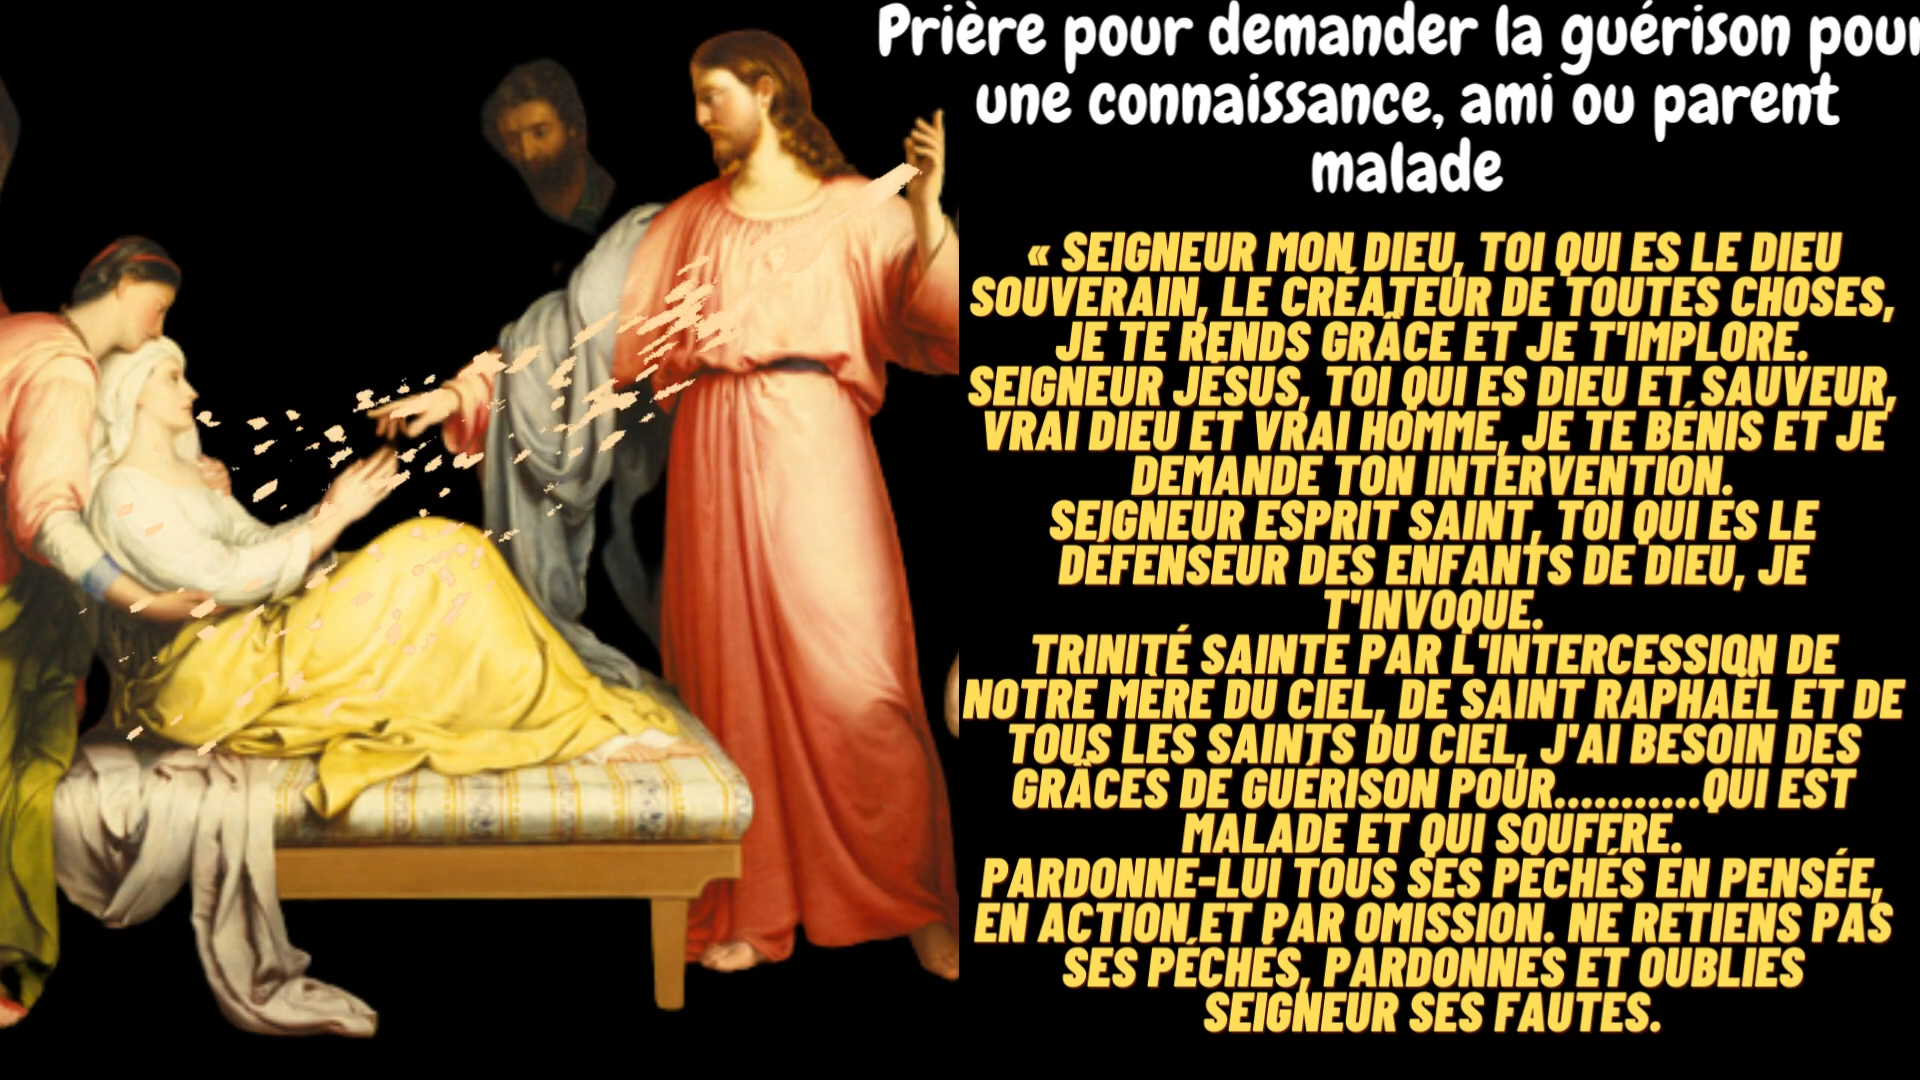 Prière pour demander la guérison pour
une connaissance, ami ou parent
malade
« SEIGNEUR MON DIEU, TOI QUI ES LE DIEU
SOUVERAIN, LE CRÉATEUR DE TOUTES CHOSES,
JE TE RENDS GRÂCE ET JE T'IMPLORE.
SEIGNEUR JÉSUS, TOI QUI ES DIEU ET SAUVEUR,
VRAI DIEU ET VRAI HOMME, JE TE BÉNIS ET JE
DEMANDE TON INTERVENTION.
SEIGNEUR ESPRIT SAINT, TOI QUI ES LE
DÉFENSEUR DES ENFANTS DE DIEU, JE
T'INVOQUE.
TRINITÉ SAINTE PAR L'INTERCESSION DE
NOTRE MÈRE DU CIEL, DE SAINT RAPHAËL ET DE
TOUS LES SAINTS DU CIEL, J'AI BESOIN DES
GRÂCES DE GUÉRISON POUR...........QUI EST
MALADE ET QUI SOUFFRE.
PARDONNE-LUI TOUS SES PÉCHÉS EN PENSÉE,
EN ACTION ET PAR OMISSION. NE RETIENS PAS
SES PÉCHÉS, PARDONNES ET OUBLIES
SEIGNEUR SES FAUTES.